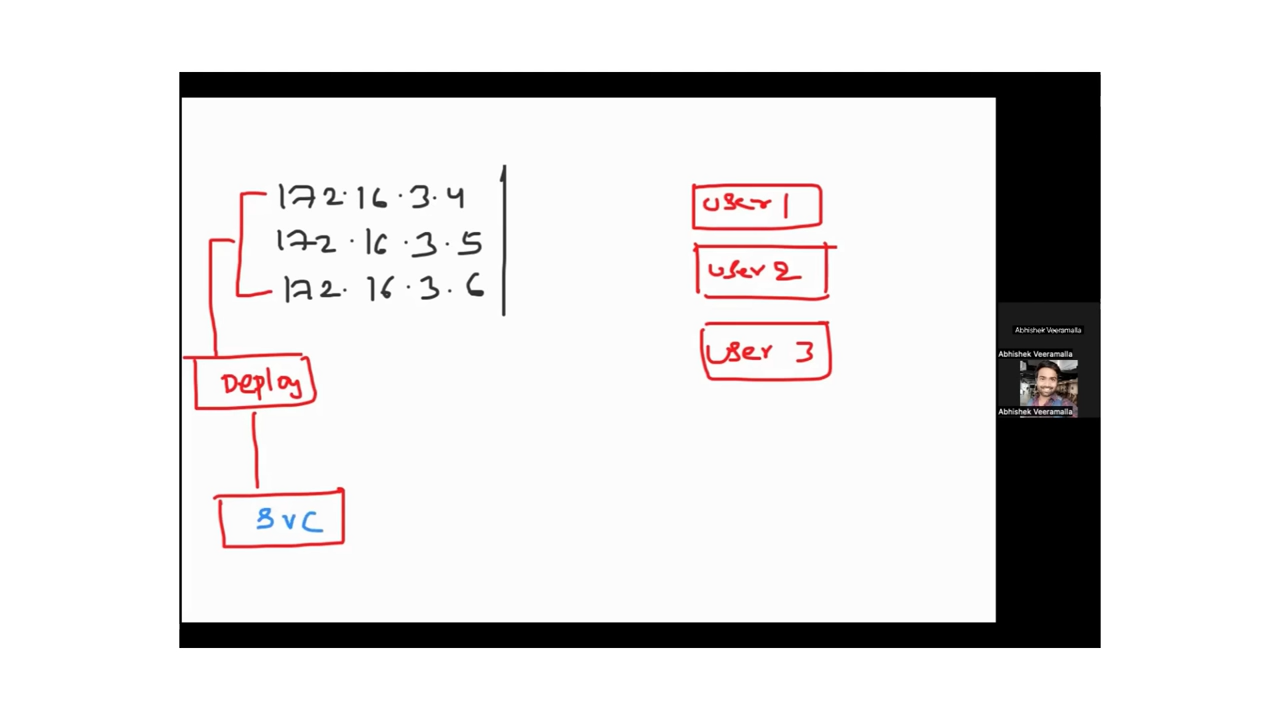 172.16.3.4
172.16.3.5
172.16.3.6
user 1
user 2
user 3
Deploy
SVC
Abhishek Veeramalla
Abhishek Veeramalla
Abhishek Veeramalla